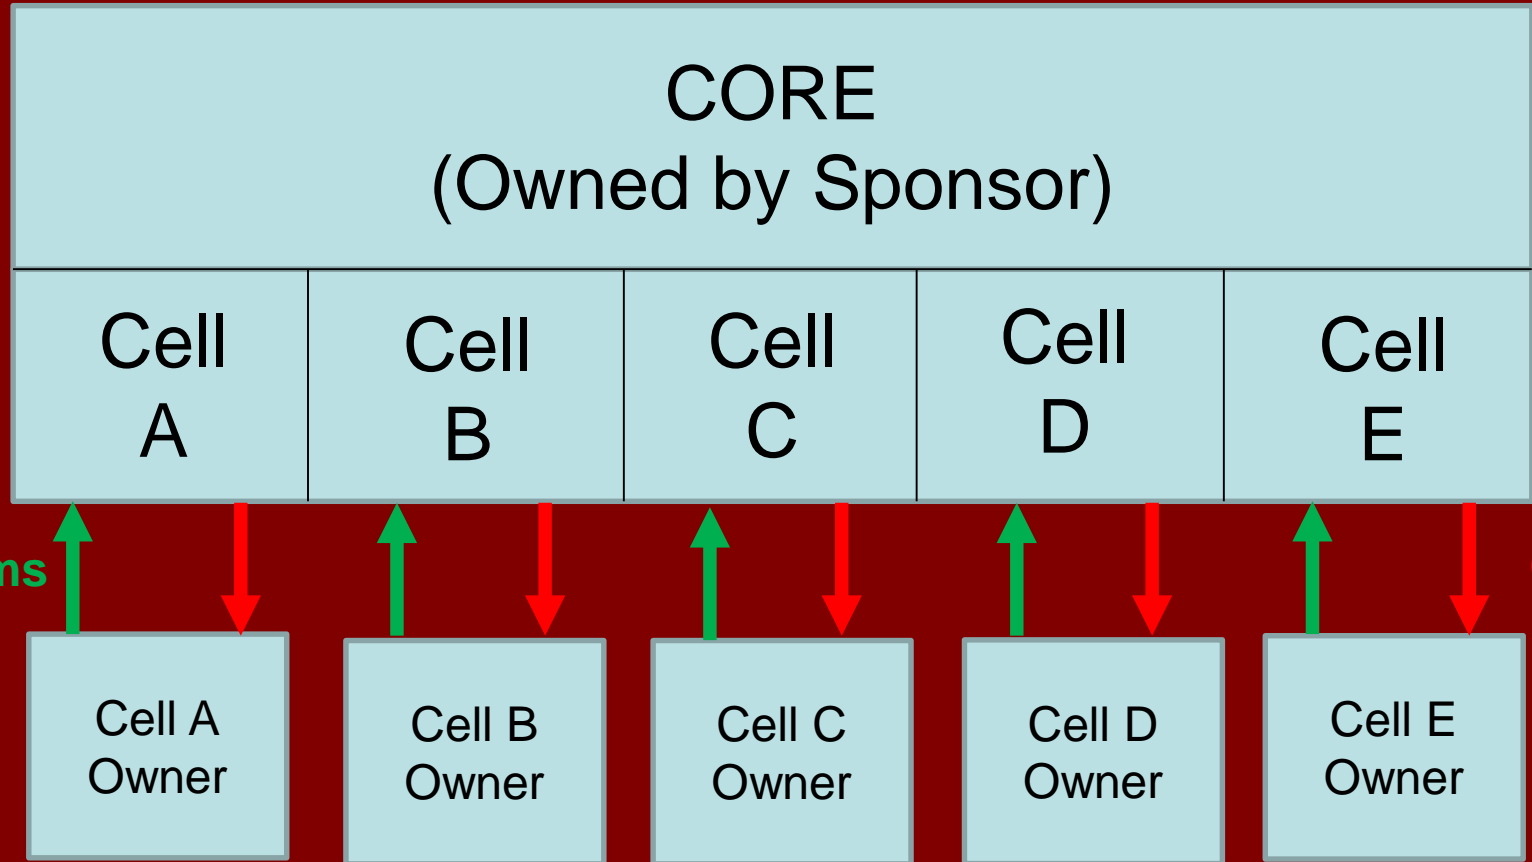 CORE
(Owned by Sponsor)
Cell
A
Cell
B
Cell
C
Cell
D
Cell
E
Cell A
Owner
Cell B
Owner
Cell C
Owner
Cell D
Owner
Cell E
Owner